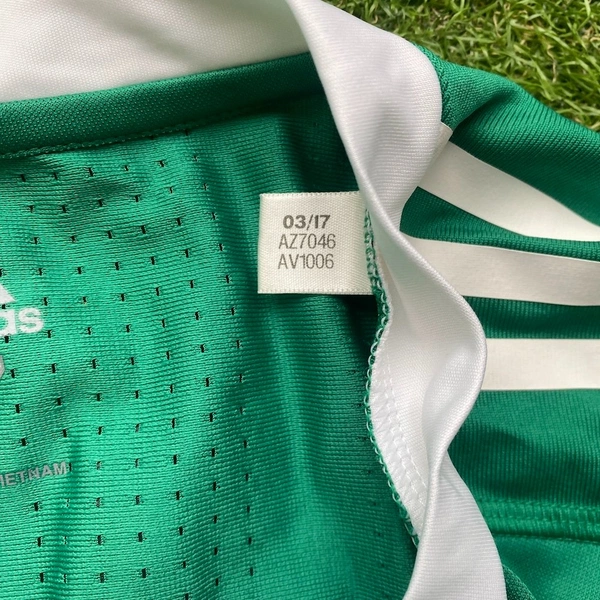 03/17
AZ7046
AV1006
das
IETNAM